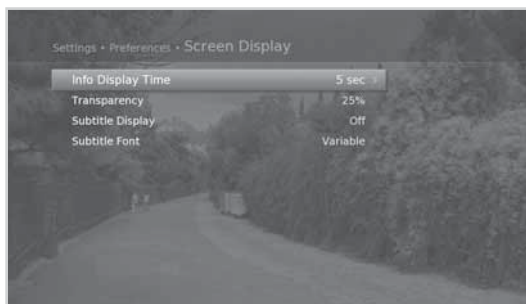 Settings • Preferences • Screen Display
Info Display Time 5 sec
Transparency 25%
Subtitle Display Off
Subtitle Font Variable